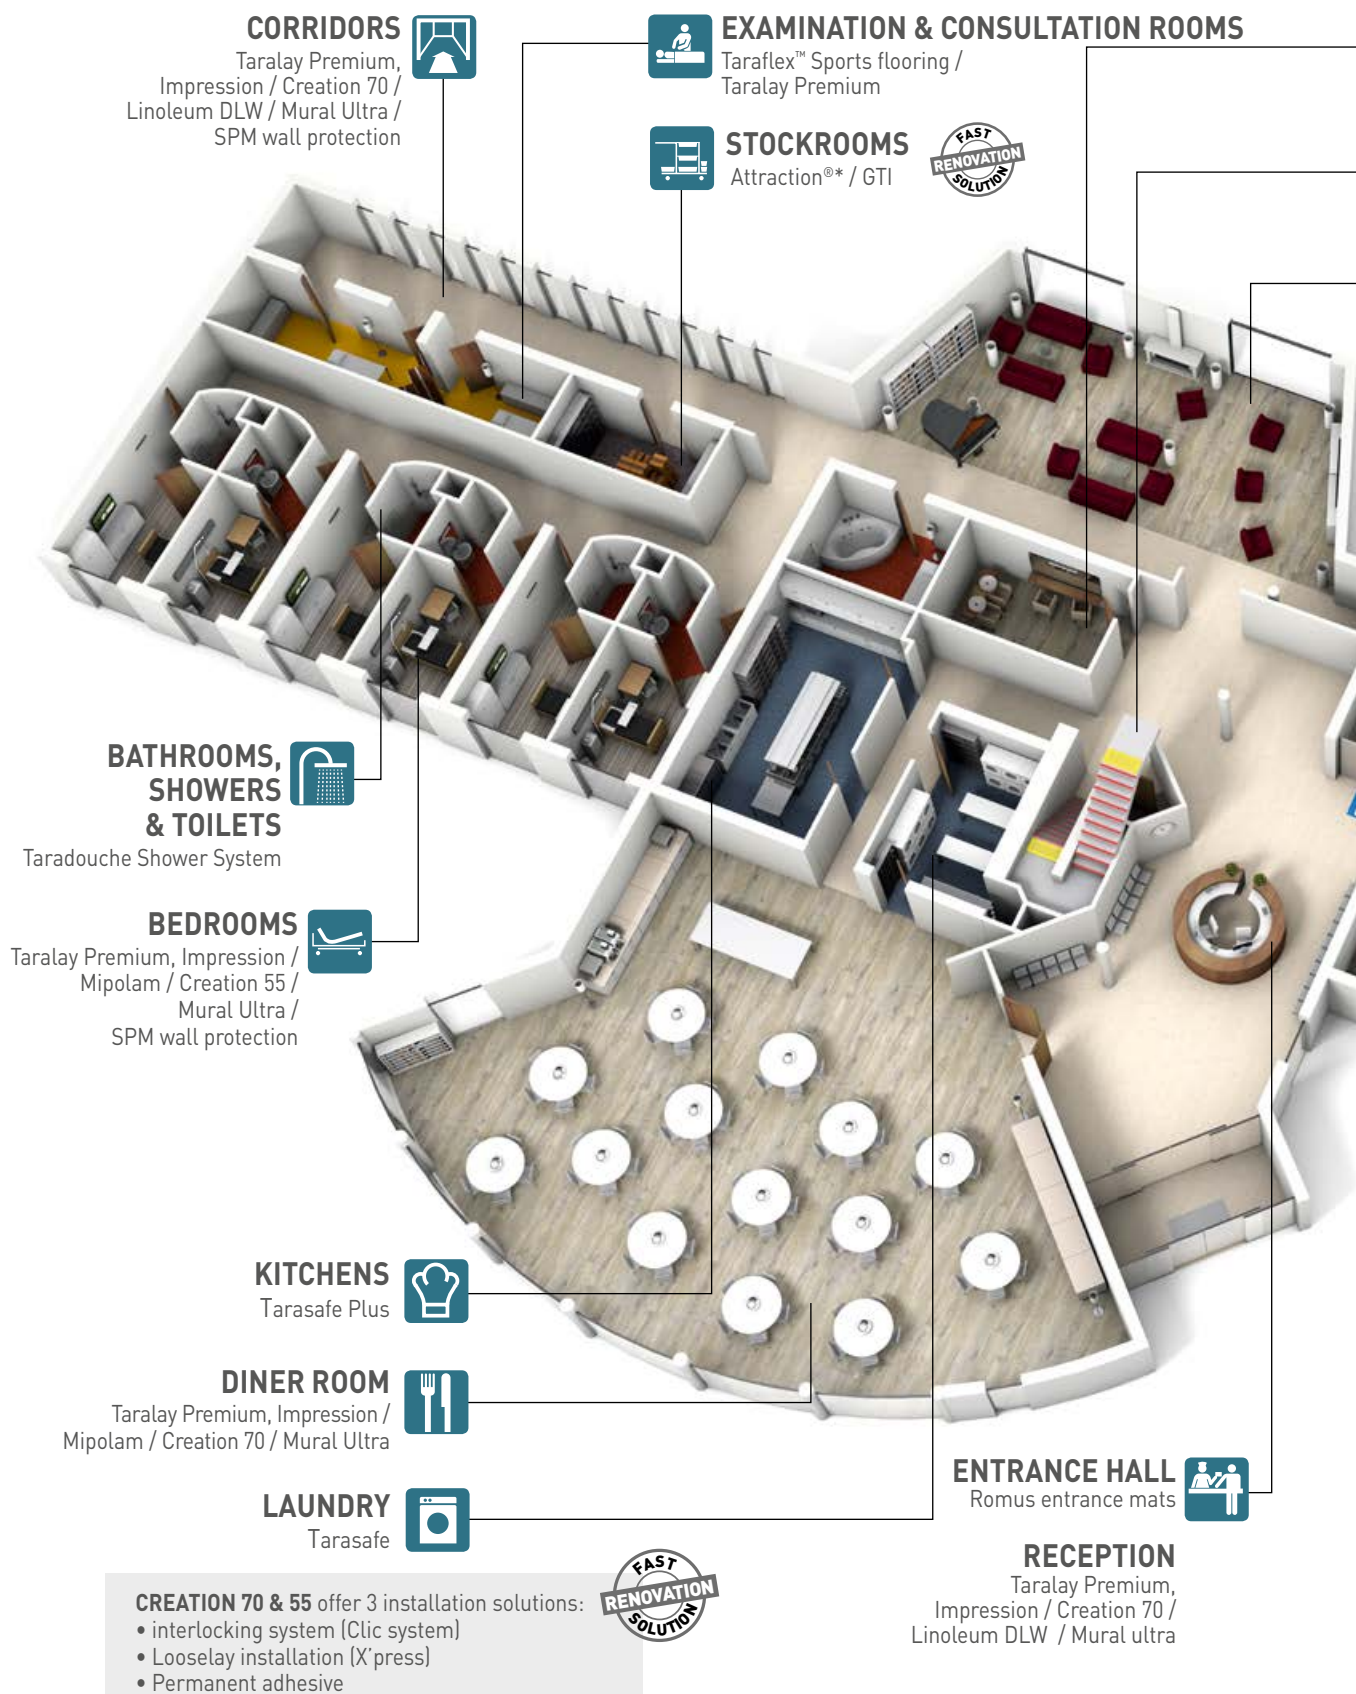 CORRIDORS
Taralay Premium,
Impression / Creation 70 /
Linoleum DLW / Mural Ultra /
SPM wall protection
EXAMINATION & CONSULTATION ROOMS
Taraflex™ Sports flooring /
Taralay Premium
STOCKROOMS
Attraction®* / GTI
FAST
RENOVATION
SOLUTION
BATHROOMS,
SHOWERS
& TOILETS
Taradouche Shower System
BEDROOMS
Taralay Premium, Impression /
Mipolam / Creation 55 /
Mural Ultra /
SPM wall protection
KITCHENS
Tarasafe Plus
DINER ROOM
Taralay Premium, Impression /
Mipolam / Creation 70 / Mural Ultra
LAUNDRY
Tarasafe
ENTRANCE HALL
Romus entrance mats
RECEPTION
Taralay Premium,
Impression / Creation 70 /
Linoleum DLW / Mural ultra
FAST
RENOVATION
SOLUTION
CREATION 70 & 55 offer 3 installation solutions:
• interlocking system (Clic system)
• Looselay installation (X'press)
• Permanent adhesive